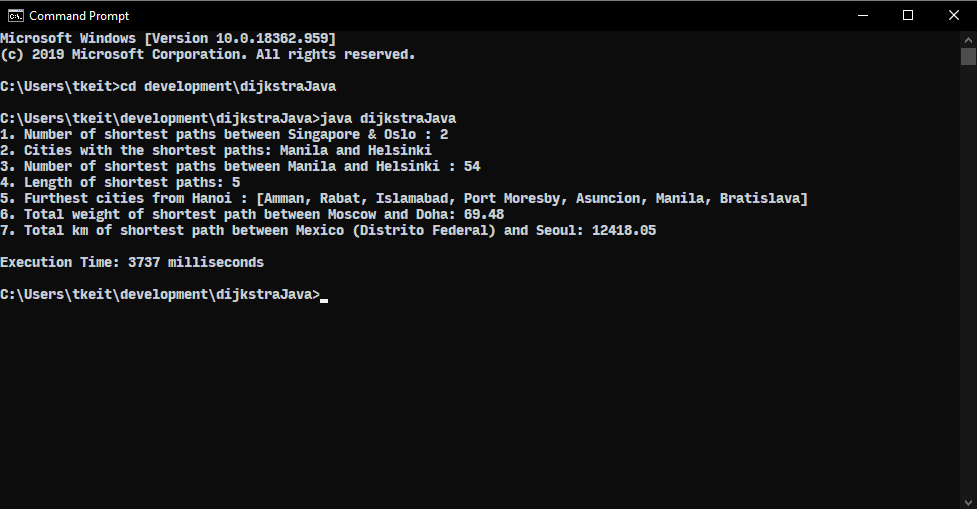 Command Prompt
Microsoft Windows [Version 10.0.18362.959]
(c) 2019 Microsoft Corporation. All rights reserved.
C:\Users\tkeit>cd development\dijkstraJava
C:\Users\tkeit\development\dijkstraJava>java dijkstraJava
1. Number of shortest paths between Singapore & Oslo : 2
2. Cities with the shortest paths: Manila and Helsinki
3. Number of shortest paths between Manila and Helsinki : 54
4. Length of shortest paths: 5
5. Furthest cities from Hanoi : [Amman, Rabat, Islamabad, Port Moresby, Asuncion, Manila, Bratislava]
6. Total weight of shortest path between Moscow and Doha: 69.48
7. Total km of shortest path between Mexico (Distrito Federal) and Seoul: 12418.05
Execution Time: 3737 milliseconds
C:\Users\tkeit\development\dijkstraJava>